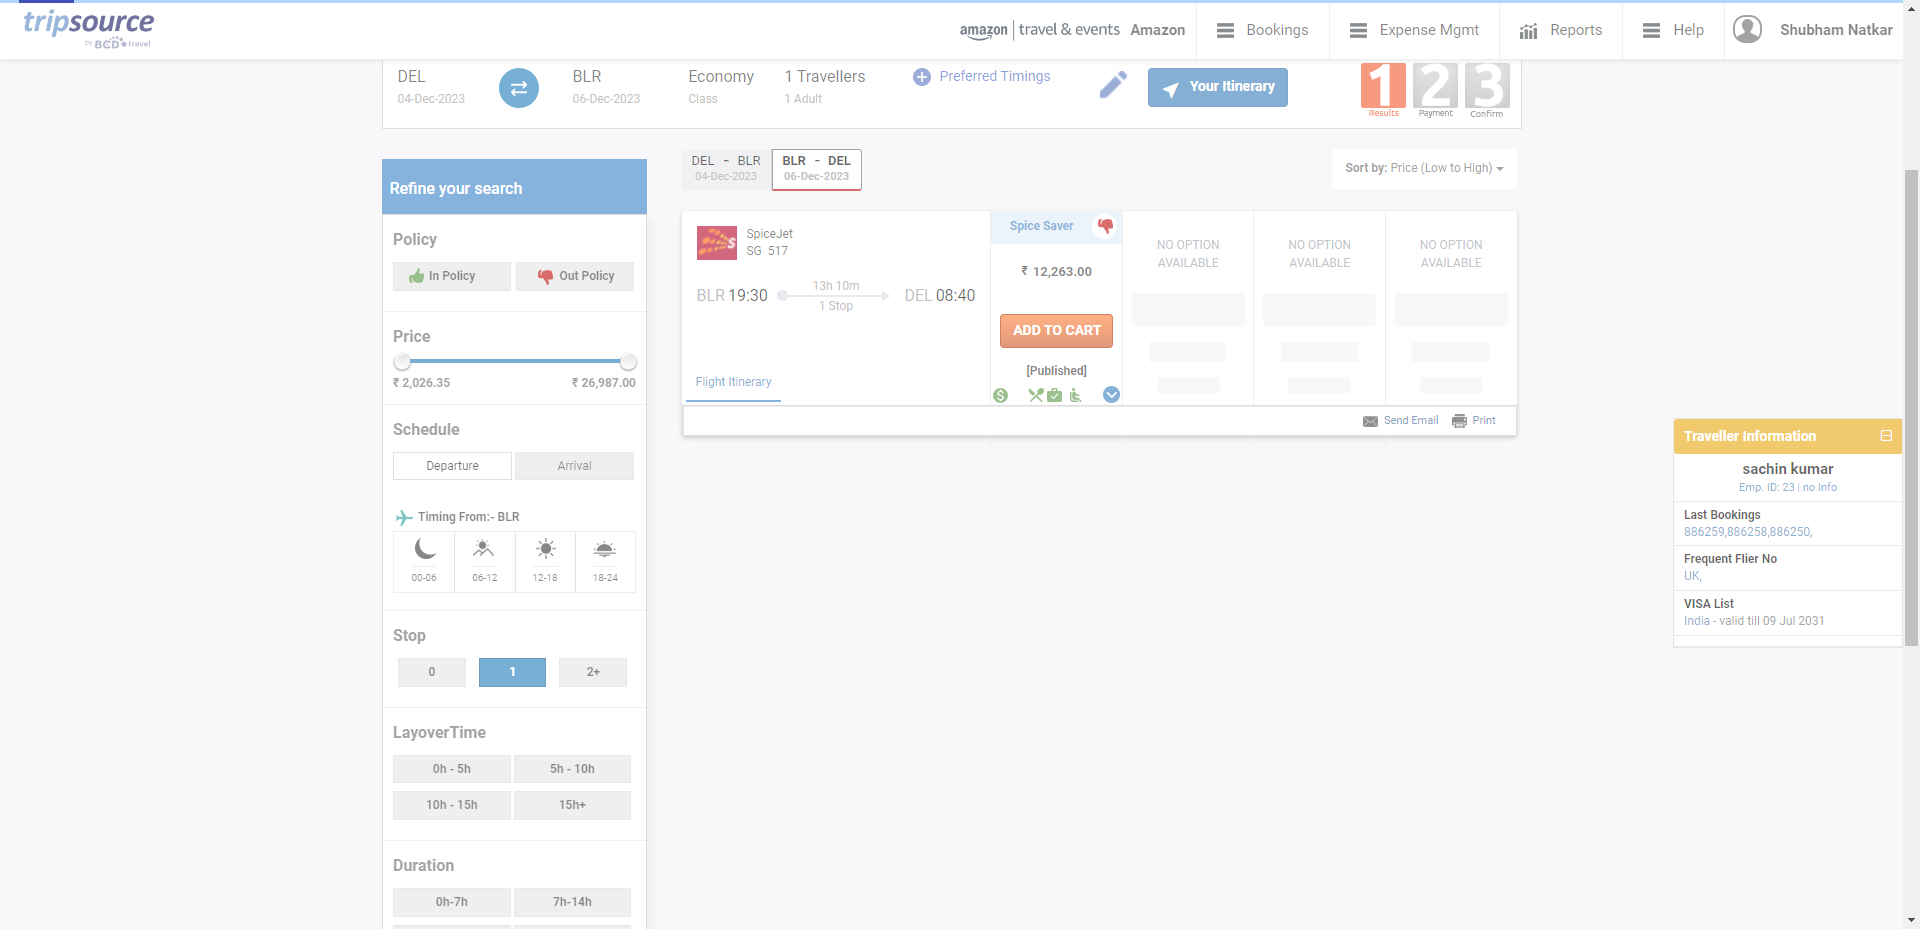 tripsource
by BCD travel
amazon | travel & events Amazon
Bookings
Expense Mgmt
Reports
Help
Shubham Natkar
DEL
04-Dec-2023
BLR
06-Dec-2023
Economy
Class
1 Travellers
1 Adult
Preferred Timings
Your Itinerary
1
Results
2
Payment
3
Confirm
DEL - BLR
04-Dec-2023
BLR - DEL
06-Dec-2023
Sort by: Price (Low to High)
Refine your search
Policy
In Policy
Out Policy
Price
₹ 2,026.35
₹ 26,987.00
Schedule
Departure
Arrival
Timing From:- BLR
00-06
06-12
12-18
18-24
Stop
0
1
2+
LayoverTime
0h - 5h
5h - 10h
10h - 15h
15h+
Duration
0h-7h
7h-14h
SpiceJet
SG 517
BLR 19:30
13h 10m
1 Stop
DEL 08:40
Flight Itinerary
Spice Saver
₹ 12,263.00
ADD TO CART
[Published]
NO OPTION
AVAILABLE
NO OPTION
AVAILABLE
NO OPTION
AVAILABLE
Send Email
Print
Traveller Information
sachin kumar
Emp. ID: 23 | no Info
Last Bookings
886259,886258,886250,
Frequent Flier No
UK,
VISA List
India - valid till 09 Jul 2031